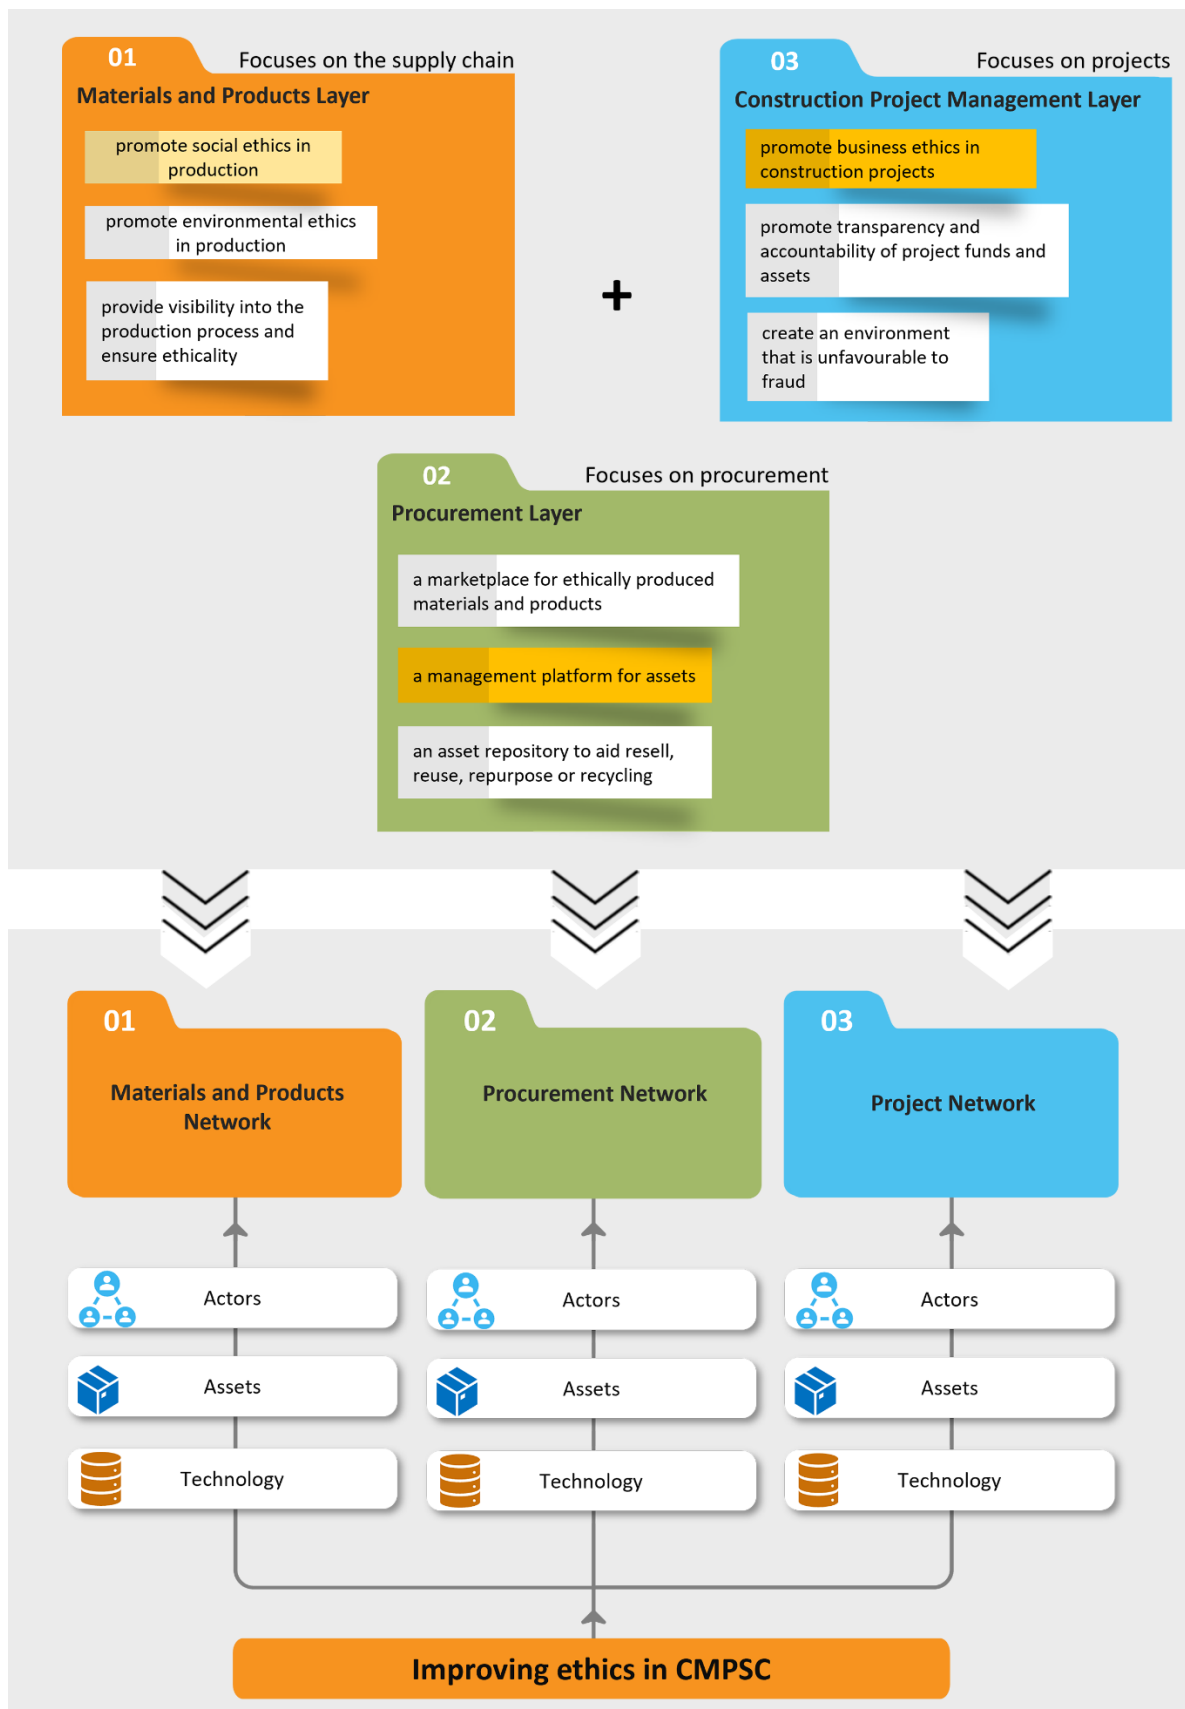 01
Focuses on the supply chain
Materials and Products Layer
promote social ethics in
production
promote environmental ethics
in production
provide visibility into the
production process and
ensure ethicality
+
03
Focuses on projects
Construction Project Management Layer
promote business ethics in
construction projects
promote transparency and
accountability of project funds and
assets
create an environment
that is unfavourable to
fraud
02
Focuses on procurement
Procurement Layer
a marketplace for ethically produced
materials and products
a management platform for assets
an asset repository to aid resell,
reuse, repurpose or recycling
01
Materials and Products
Network
Actors
Assets
Technology
02
Procurement Network
Actors
Assets
Technology
03
Project Network
Actors
Assets
Technology
Improving ethics in CMPSC